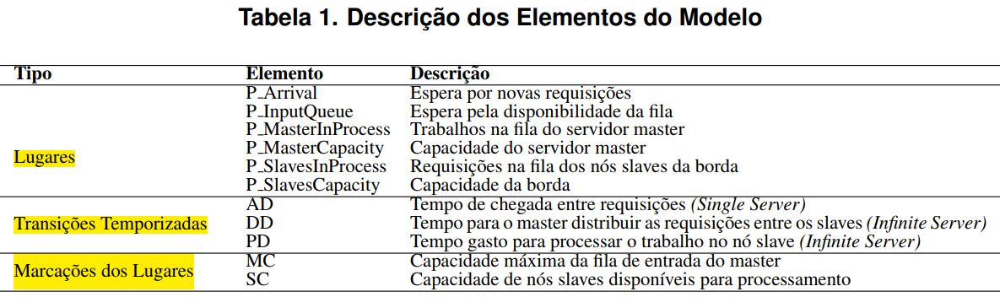 Tabela 1. Descrição dos Elementos do Modelo
Tipo Elemento Descrição
P_Arrival Espera por novas requisições
P_InputQueue Espera pela disponibilidade da fila
P_MasterInProcess Trabalhos na fila do servidor master
P_MasterCapacity Capacidade do servidor master
Lugares
P_SlavesInProcess Requisições na fila dos nós slaves da borda
P_SlavesCapacity Capacidade da borda
AD Tempo de chegada entre requisições (Single Server)
Transições Temporizadas DD Tempo para o master distribuir as requisições entre os slaves (Infinite Server)
PD Tempo gasto para processar o trabalho no nó slave (Infinite Server)
Marcações dos Lugares
MC Capacidade máxima da fila de entrada do master
SC Capacidade de nós slaves disponíveis para processamento